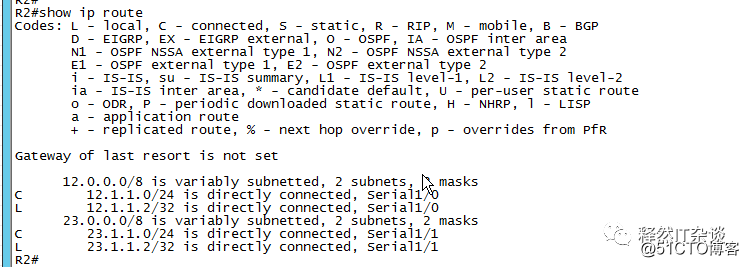 R2#
R2#show ip route
Codes: L - local, C - connected, S - static, R - RIP, M - mobile, B - BGP
       D - EIGRP, EX - EIGRP external, O - OSPF, IA - OSPF inter area
       N1 - OSPF NSSA external type 1, N2 - OSPF NSSA external type 2
       E1 - OSPF external type 1, E2 - OSPF external type 2
       i - IS-IS, su - IS-IS summary, L1 - IS-IS level-1, L2 - IS-IS level-2
       ia - IS-IS inter area, * - candidate default, U - per-user static route
       o - ODR, P - periodic downloaded static route, H - NHRP, l - LISP
       a - application route
       + - replicated route, % - next hop override, p - overrides from PfR
Gateway of last resort is not set
      12.0.0.0/8 is variably subnetted, 2 subnets, masks
C        12.1.1.0/24 is directly connected, Serial1/0
L        12.1.1.2/32 is directly connected, Serial1/0
      23.0.0.0/8 is variably subnetted, 2 subnets, 2 masks
C        23.1.1.0/24 is directly connected, Serial1/1
L        23.1.1.2/32 is directly connected, Serial1/1
R2#
释然IT杂谈
@51CTO博客